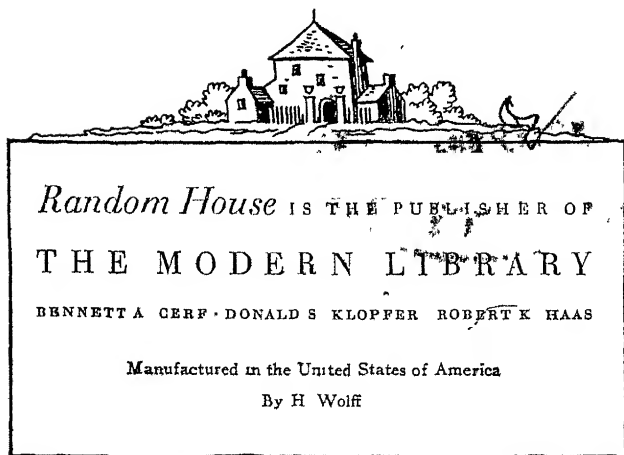 Random House IS THE PUBLISHER OF
THE MODERN LIBRARY
BENNETT A CERF · DONALD S KLOPFER ROBERT K HAAS
Manufactured in the United States of America
By H Wolff